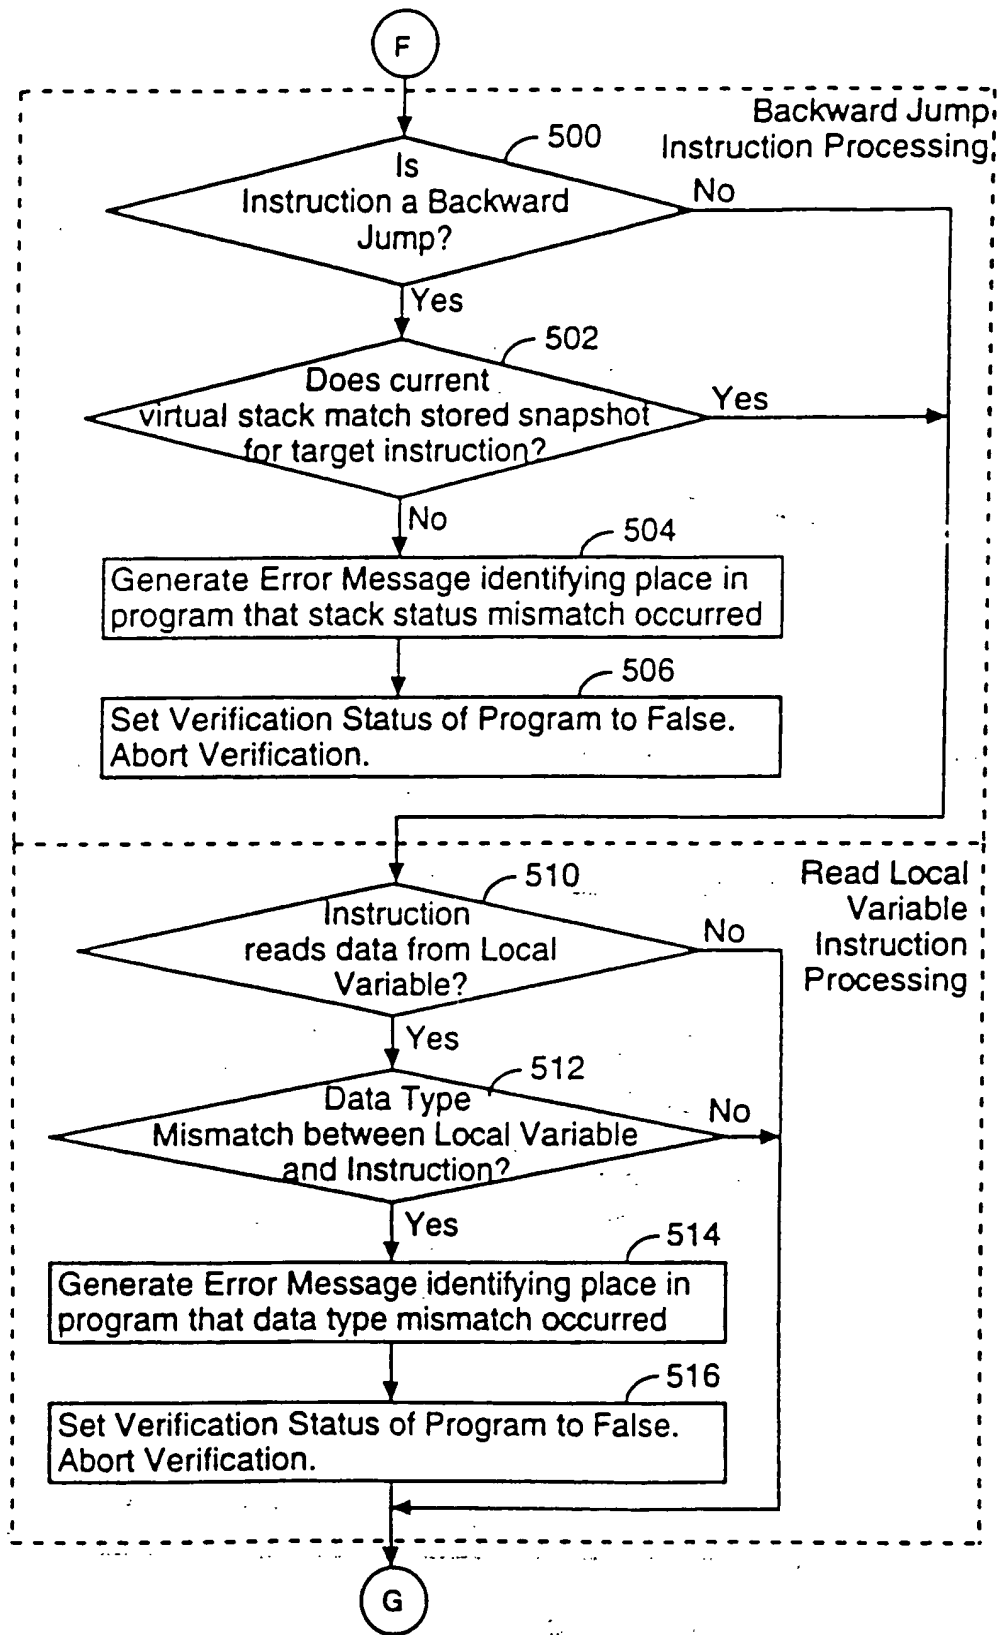 F
Backward Jump
Instruction Processing
500
Is
Instruction a Backward
Jump?
No
Yes
502
Does current
virtual stack match stored snapshot
for target instruction?
Yes
No
504
Generate Error Message identifying place in
program that stack status mismatch occurred
506
Set Verification Status of Program to False.
Abort Verification.
Read Local
Variable
Instruction
Processing
510
Instruction
reads data from Local
Variable?
No
Yes
512
Data Type
Mismatch between Local Variable
and Instruction?
No
Yes
514
Generate Error Message identifying place in
program that data type mismatch occurred
516
Set Verification Status of Program to False.
Abort Verification.
G